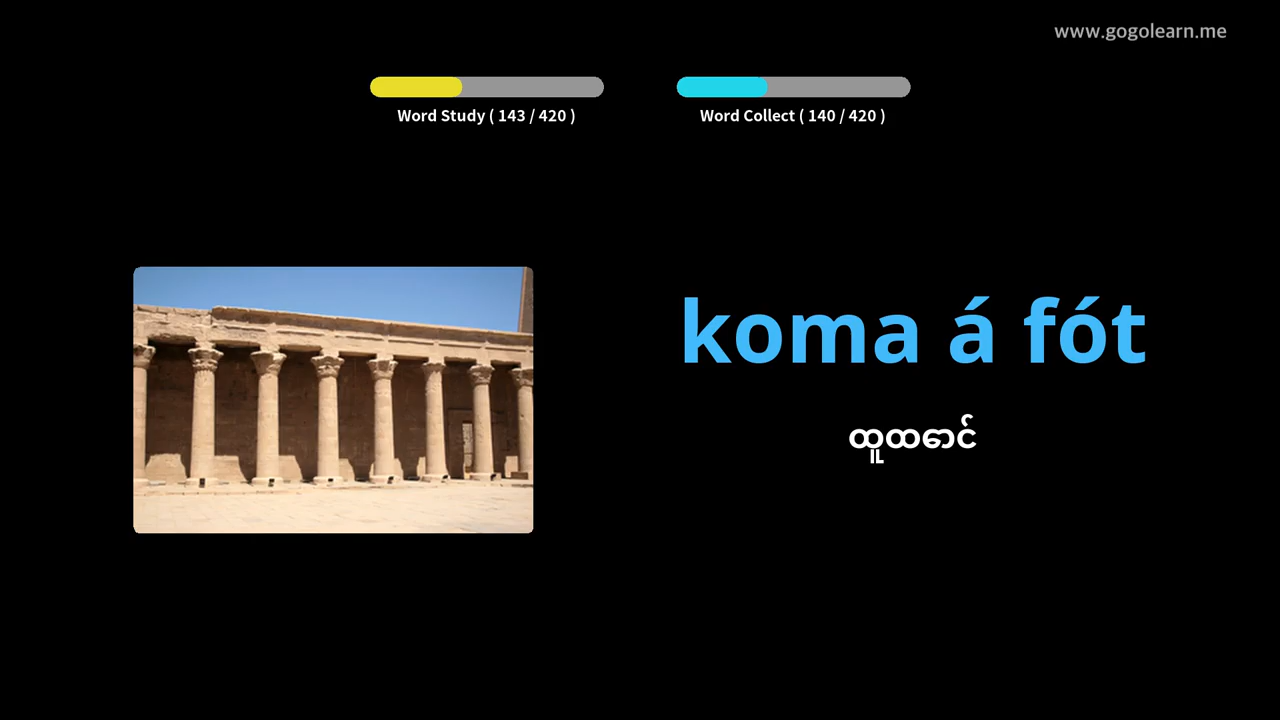 www.gogolearn.me
Word Study ( 143 / 420 )
Word Collect ( 140 / 420 )
koma á fót
ထူထောင်